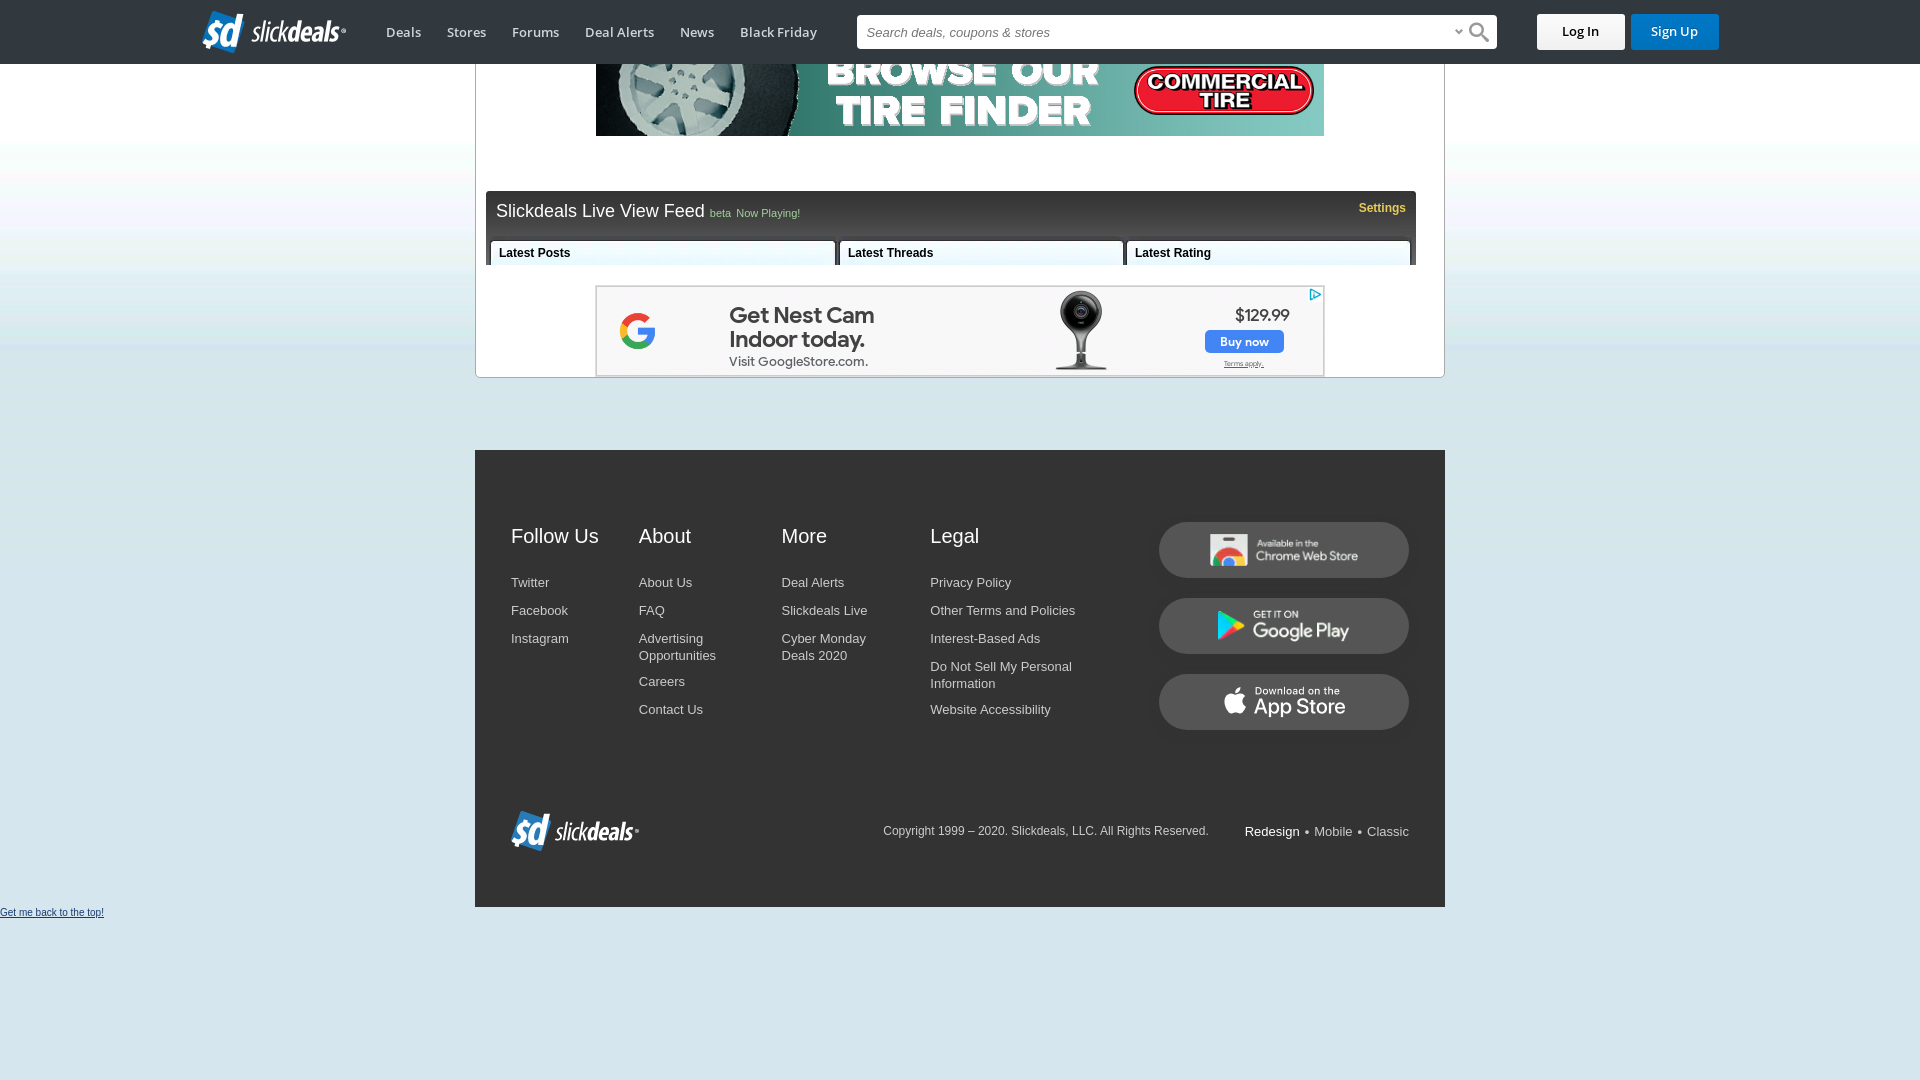 slickdeals
Deals
Stores
Forums
Deal Alerts
News
Black Friday
Search deals, coupons & stores
Log In
Sign Up
BROWSE OUR
TIRE FINDER
COMMERCIAL
TIRE
Slickdeals Live View Feed beta Now Playing!
Settings
Latest Posts
Latest Threads
Latest Rating
Get Nest Cam
Indoor today.
Visit GoogleStore.com.
$129.99
Buy now
Terms apply.
Follow Us
Twitter
Facebook
Instagram
About
About Us
FAQ
Advertising
Opportunities
Careers
Contact Us
More
Deal Alerts
Slickdeals Live
Cyber Monday
Deals 2020
Legal
Privacy Policy
Other Terms and Policies
Interest-Based Ads
Do Not Sell My Personal
Information
Website Accessibility
Available in the
Chrome Web Store
GET IT ON
Google Play
Download on the
App Store
slickdeals
Copyright 1999 – 2020. Slickdeals, LLC. All Rights Reserved.
Redesign • Mobile • Classic
Get me back to the top!